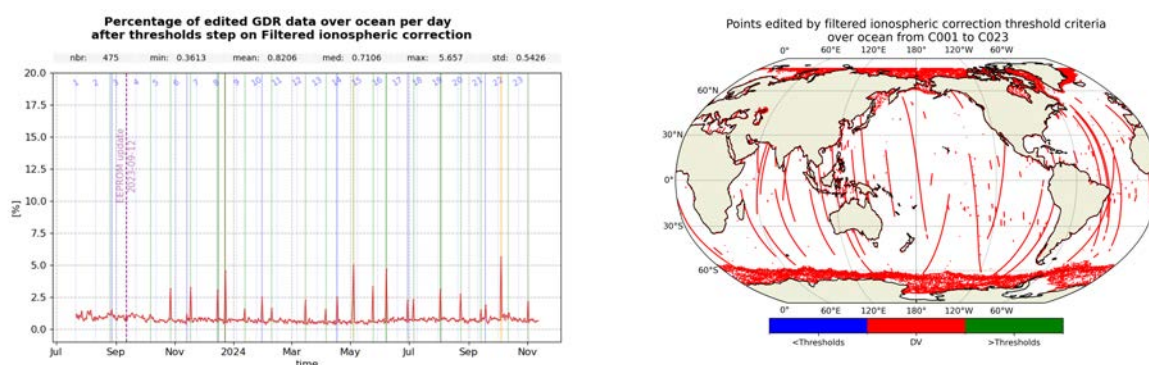 Percentage of edited GDR data over ocean per day
after thresholds step on Filtered ionospheric correction
nbr: 475 min: 0.3613 mean: 0.8206 med: 0.7106 max: 5.657 std: 0.5426
20.0
1 2 3 4 5 6 7 8 9 10 11 12 13 14 15 16 17 18 19 20 21 22 23
17.5
15.0
12.5
10.0
7.5
5.0
2.5
0.0
[%]
EEPROM update
2023-09-12
Jul Sep Nov 2024 Mar May Jul Sep Nov
time
Points edited by filtered ionospheric correction threshold criteria
over ocean from C001 to C023
0° 60°E 120°E 180° 120°W 60°W
60°N
30°N
0° 0°
30°S 30°S
60°S 60°S
0° 60°E 120°E 180° 120°W 60°W
<Thresholds DV >Thresholds